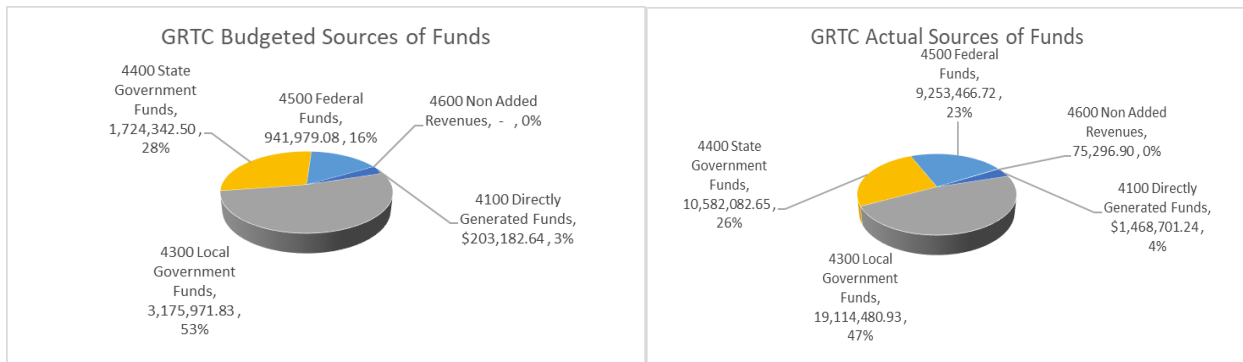 GRTC Budgeted Sources of Funds
4400 State
Government
Funds,
1,724,342.50 ,
28%
4500 Federal
Funds,
941,979.08 , 16%
4600 Non Added
Revenues,  -   , 0%
4100 Directly
Generated Funds,
$203,182.64 , 3%
4300 Local
Government
Funds,
3,175,971.83 ,
53%
GRTC Actual Sources of Funds
4500 Federal
Funds,
9,253,466.72 ,
23%
4600 Non Added
Revenues,
75,296.90 , 0%
4400 State
Government
Funds,
10,582,082.65 ,
26%
4100 Directly
Generated Funds,
$1,468,701.24 ,
4%
4300 Local
Government
Funds,
19,114,480.93 ,
47%